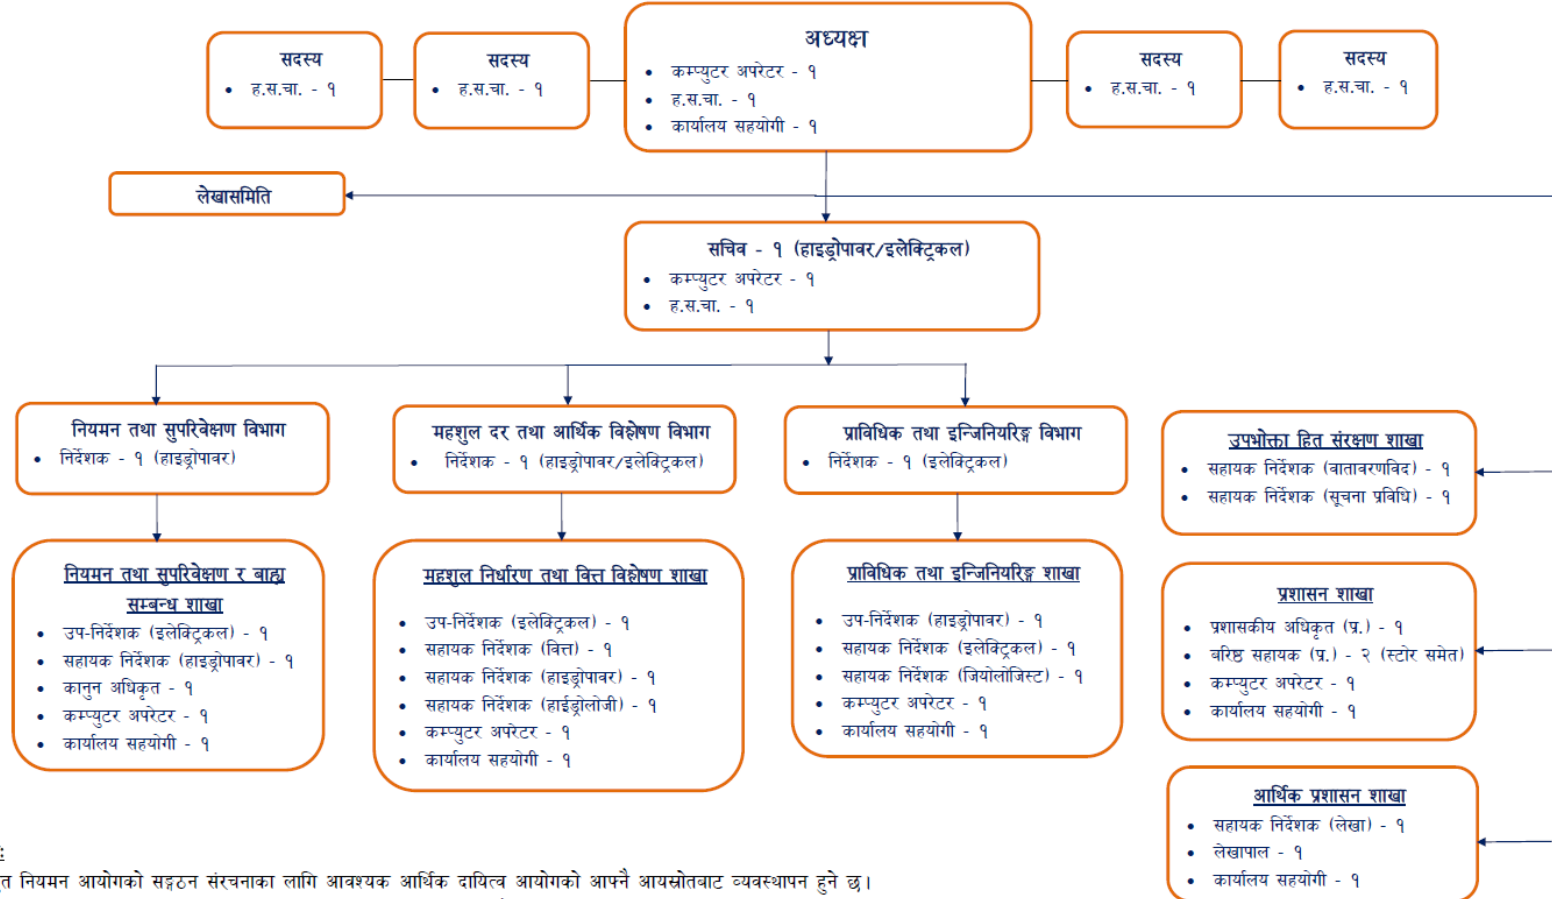 सदस्य
• ह.स.चा. - १
सदस्य
• ह.स.चा. - १
अध्यक्ष
• कम्प्युटर अपरेटर - १
• ह.स.चा. - १
• कार्यालय सहयोगी - १
सदस्य
• ह.स.चा. - १
सदस्य
• ह.स.चा. - १
लेखासमिति
सचिव - १ (हाइड्रोपावर/इलेक्ट्रिकल)
• कम्प्युटर अपरेटर - १
• ह.स.चा. - १
नियमन तथा सुपरिवेक्षण विभाग
• निर्देशक - १ (हाइड्रोपावर)
महशुल दर तथा आर्थिक विश्लेषण विभाग
• निर्देशक - १ (हाइड्रोपावर/इलेक्ट्रिकल)
प्राविधिक तथा इन्जिनियरिङ्ग विभाग
• निर्देशक - १ (इलेक्ट्रिकल)
उपभोक्ता हित संरक्षण शाखा
• सहायक निर्देशक (वातावरणविद) - १
• सहायक निर्देशक (सूचना प्रविधि) - १
नियमन तथा सुपरिवेक्षण र बाह्य
सम्बन्ध शाखा
• उप-निर्देशक (इलेक्ट्रिकल) - १
• सहायक निर्देशक (हाइड्रोपावर) - १
• कानुन अधिकृत - १
• कम्प्युटर अपरेटर - १
• कार्यालय सहयोगी - १
महशुल निर्धारण तथा वित्त विश्लेषण शाखा
• उप-निर्देशक (इलेक्ट्रिकल) - १
• सहायक निर्देशक (वित्त) - १
• सहायक निर्देशक (हाइड्रोपावर) - १
• सहायक निर्देशक (हाईड्रोलोजी) - १
• कम्प्युटर अपरेटर - १
• कार्यालय सहयोगी - १
प्राविधिक तथा इन्जिनियरिङ्ग शाखा
• उप-निर्देशक (हाइड्रोपावर) - १
• सहायक निर्देशक (इलेक्ट्रिकल) - १
• सहायक निर्देशक (जियोलोजिस्ट) - १
• कम्प्युटर अपरेटर - १
• कार्यालय सहयोगी - १
प्रशासन शाखा
• प्रशासकीय अधिकृत (प्र.) - १
• बरिष्ठ सहायक (प्र.) - २ (स्टोर समेत)
• कम्प्युटर अपरेटर - १
• कार्यालय सहयोगी - १
आर्थिक प्रशासन शाखा
• सहायक निर्देशक (लेखा) - १
• लेखापाल - १
• कार्यालय सहयोगी - १
नियमन आयोगको सङ्गठन संरचनाका लागि आवश्यक आर्थिक दायित्व आयोगको आफ्नै आयस्रोतबाट व्यवस्थापन हुने छ।